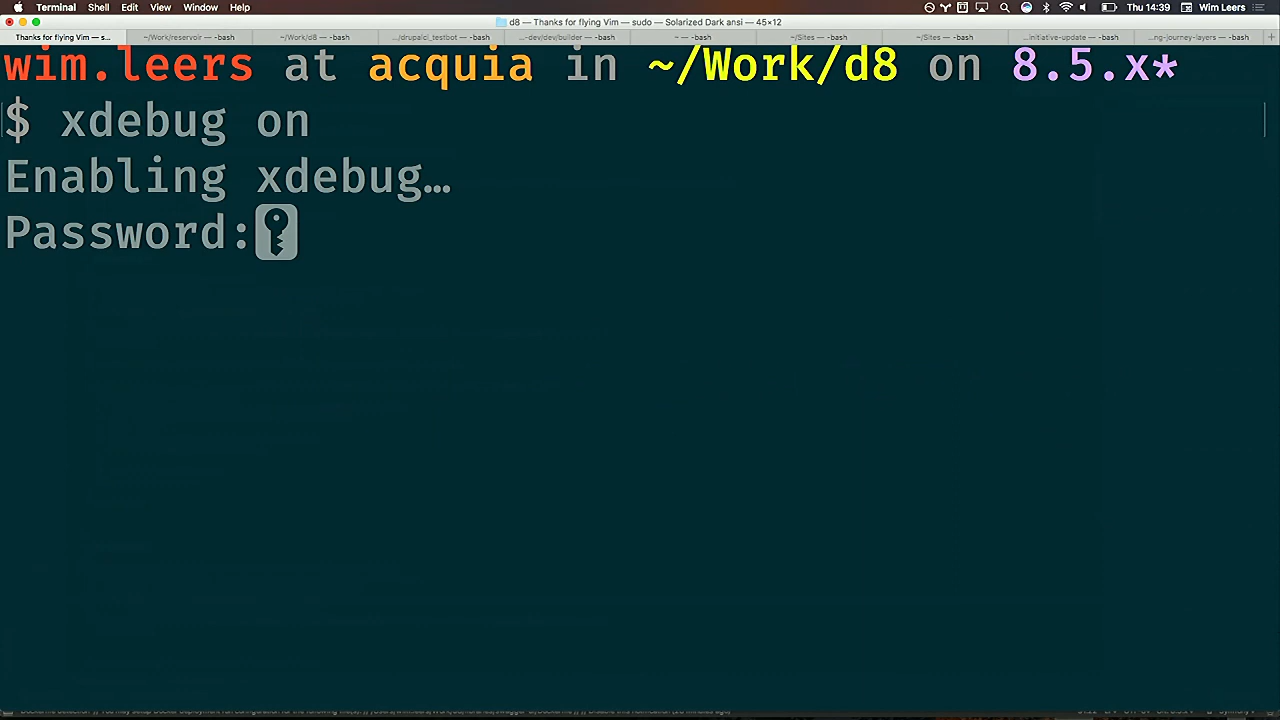 Terminal Shell Edit View Window Help Thu 14:39 Wim Leers
d8 — Thanks for flying Vim — sudo — Solarized Dark ansi — 45×12
Thanks for flying Vim — s... ~/Work/reservoir — -bash ~/Work/d8 — -bash .../drupalci_testbot — -bash ...-dev/dev/builder — -bash ~ — -bash ~/Sites — -bash ~/Sites — -bash ...initiative-update — -bash ...ng-journey-layers — -bash
wim.leers at acquia in ~/Work/d8 on 8.5.x*
$ xdebug on
Enabling xdebug…
Password: